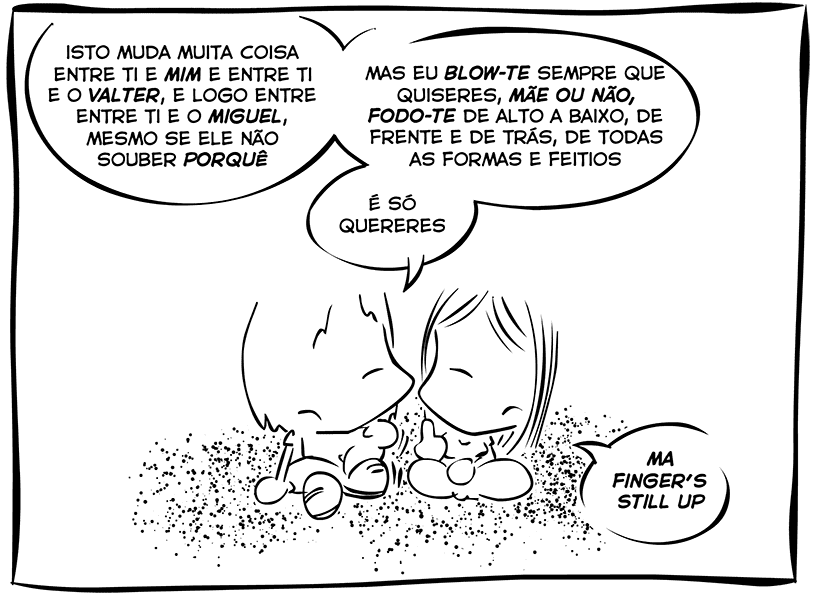 ISTO MUDA MUITA COISA
ENTRE TI E MIM E ENTRE TI
E O VALTER, E LOGO ENTRE
ENTRE TI E O MIGUEL,
MESMO SE ELE NÃO
SOUBER PORQUÊ
MAS EU BLOW-TE SEMPRE QUE
QUISERES, MÃE OU NÃO,
FODO-TE DE ALTO A BAIXO, DE
FRENTE E DE TRÁS, DE TODAS
AS FORMAS E FEITIOS
É SÓ
QUERERES
MA
FINGER'S
STILL UP